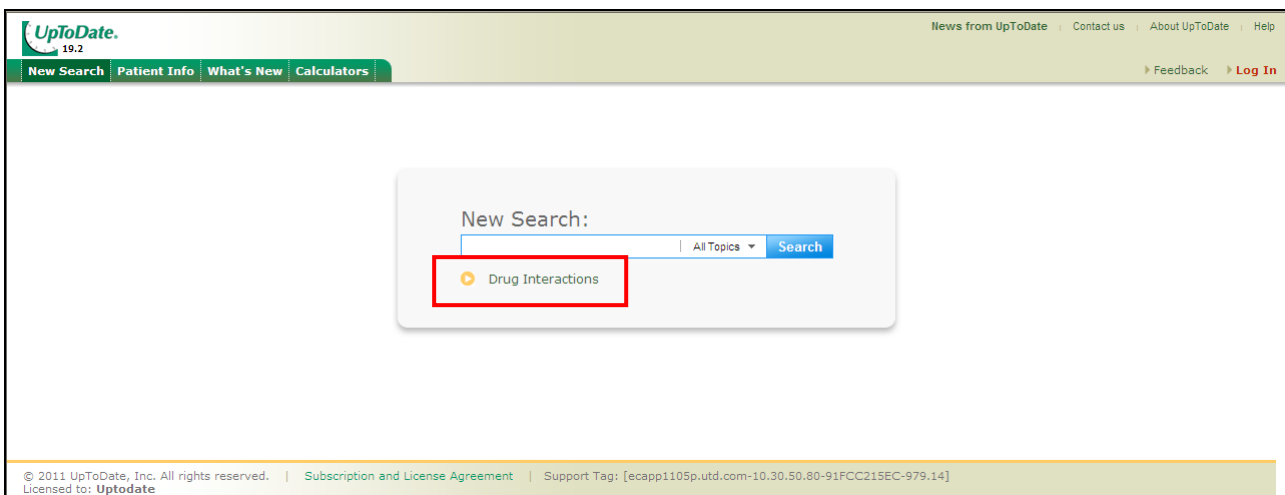 UpToDate®
19.2
News from UpToDate | Contact us | About UpToDate | Help
New Search Patient Info What's New Calculators
Feedback Log In
New Search:
All Topics Search
Drug Interactions
© 2011 UpToDate, Inc. All rights reserved. | Subscription and License Agreement | Support Tag: [ecapp1105p.utd.com-10.30.50.80-91FCC215EC-979.14]
Licensed to: Uptodate